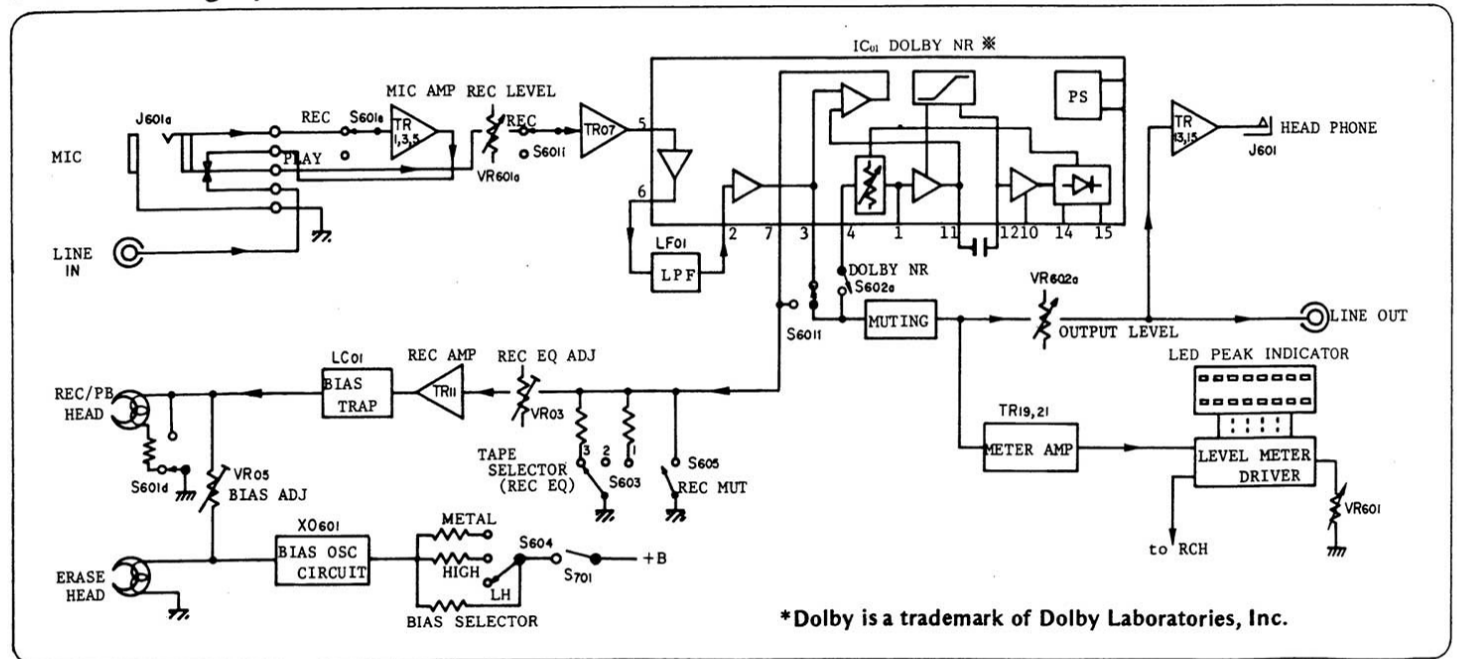 IC01 DOLBY NR ※
MIC AMP
REC LEVEL
J601a
REC
S601a
TR
1,3,5
REC
TR07
5
PS
TR
13,15
HEAD PHONE
J601
MIC
PLAY
VR601a
S601i
6
2
7
3
4
1
11
12
10
14
15
LINE
IN
LF01
LPF
DOLBY NR
S602a
VR602a
S6011
MUTING
OUTPUT LEVEL
LINE OUT
LED PEAK INDICATOR
REC/PB
HEAD
LC01
BIAS
TRAP
REC AMP
TR11
REC EQ ADJ
VR03
TR19,21
METER AMP
LEVEL METER
DRIVER
TAPE
SELECTOR
(REC EQ)
3
2
1
S603
S605
REC MUT
S601d
VR05
BIAS ADJ
VR601
to RCH
XO601
BIAS OSC
CIRCUIT
METAL
HIGH
LH
S604
S701
+B
ERASE
HEAD
BIAS SELECTOR
*Dolby is a trademark of Dolby Laboratories, Inc.